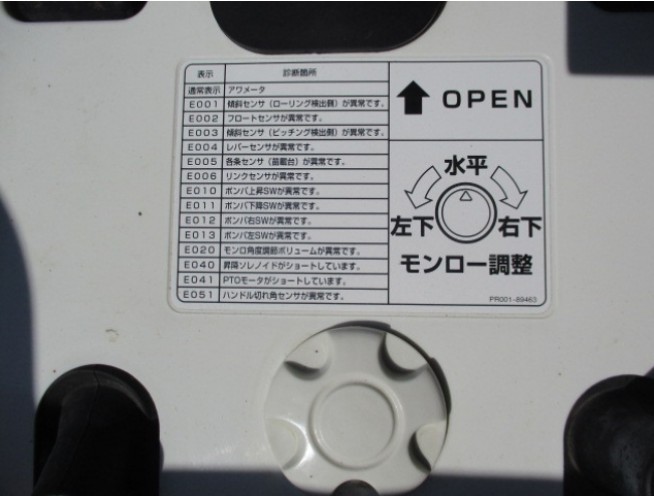 表示 診断箇所
通常表示 アワメータ
E001 傾斜センサ（ローリング検出側）が異常です。
E002 フロートセンサが異常です。
E003 傾斜センサ（ピッチング検出側）が異常です。
E004 レバーセンサが異常です。
E005 各条センサ（苗載台）が異常です。
E006 リンクセンサが異常です。
E010 ポンパ上昇SWが異常です。
E011 ポンパ下降SWが異常です。
E012 ポンパ右SWが異常です。
E013 ポンパ左SWが異常です。
E020 モンロ角度調節ボリュームが異常です。
E040 昇降ソレノイドがショートしています。
E041 PTOモータがショートしています。
E051 ハンドル切れ角センサが異常です。
OPEN
水平
左下 右下
モンロー調整
PR001-89463